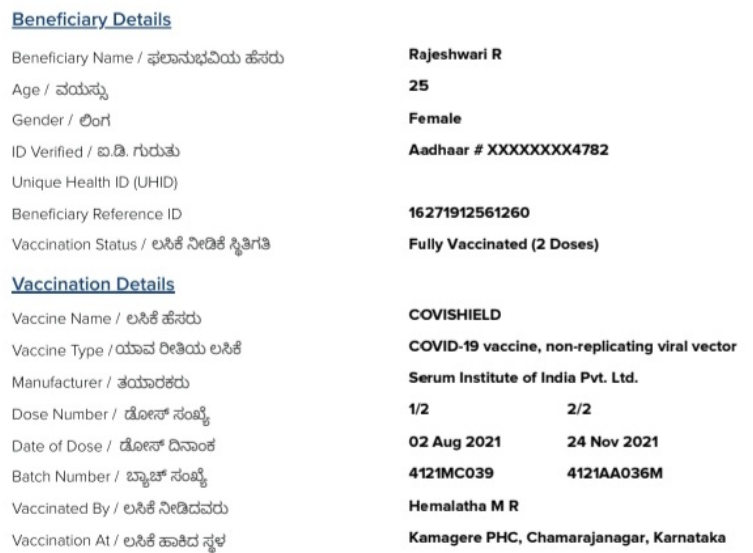 Beneficiary Details
Beneficiary Name / ಫಲಾನುಭವಿಯ ಹೆಸರು Rajeshwari R
Age / ವಯಸ್ಸು 25
Gender / ಲಿಂಗ Female
ID Verified / ಐ.ಡಿ. ಗುರುತು Aadhaar # XXXXXXXX4782
Unique Health ID (UHID)
Beneficiary Reference ID 16271912561260
Vaccination Status / ಲಸಿಕೆ ನೀಡಿಕೆ ಸ್ಥಿತಿಗತಿ Fully Vaccinated (2 Doses)
Vaccination Details
Vaccine Name / ಲಸಿಕೆ ಹೆಸರು COVISHIELD
Vaccine Type / ಯಾವ ರೀತಿಯ ಲಸಿಕೆ COVID-19 vaccine, non-replicating viral vector
Manufacturer / ತಯಾರಕರು Serum Institute of India Pvt. Ltd.
Dose Number / ಡೋಸ್ ಸಂಖ್ಯೆ 1/2 2/2
Date of Dose / ಡೋಸ್ ದಿನಾಂಕ 02 Aug 2021 24 Nov 2021
Batch Number / ಬ್ಯಾಚ್ ಸಂಖ್ಯೆ 4121MC039 4121AA036M
Vaccinated By / ಲಸಿಕೆ ನೀಡಿದವರು Hemalatha M R
Vaccination At / ಲಸಿಕೆ ಹಾಕಿದ ಸ್ಥಳ Kamagere PHC, Chamarajanagar, Karnataka